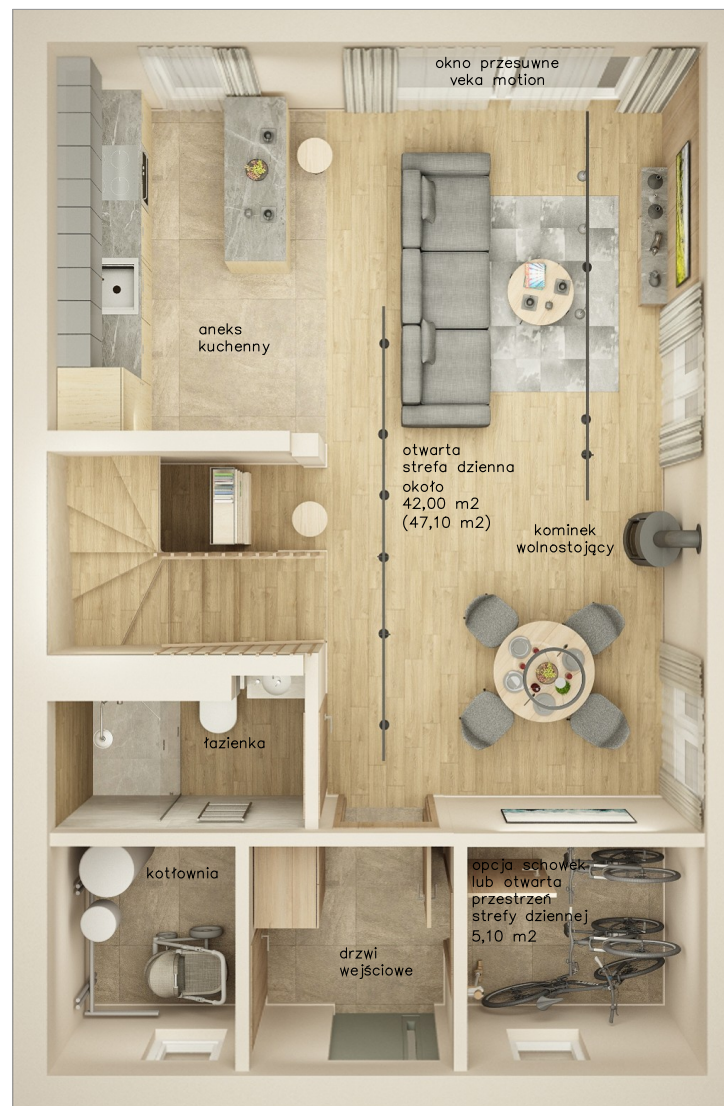 okno przesuwne
veka motion
aneks
kuchenny
otwarta
strefa dzienna
około
42,00 m2
(47,10 m2)
kominek
wolnostojący
łazienka
kotłownia
opcja schowek
lub otwarta
przestrzeń
strefy dziennej
5,10 m2
drzwi
wejściowe